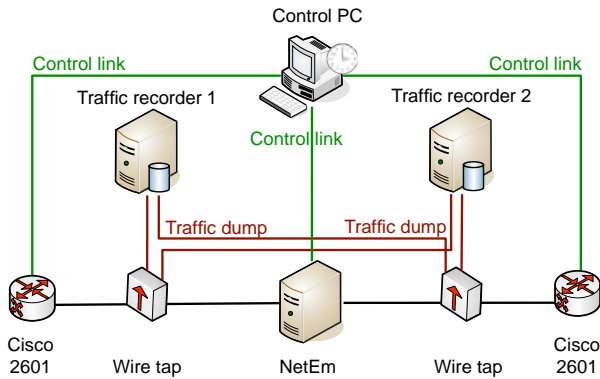 Control PC
Control link
Control link
Traffic recorder 1
Traffic recorder 2
Control link
Traffic dump
Traffic dump
Cisco
2601
Wire tap
NetEm
Wire tap
Cisco
2601